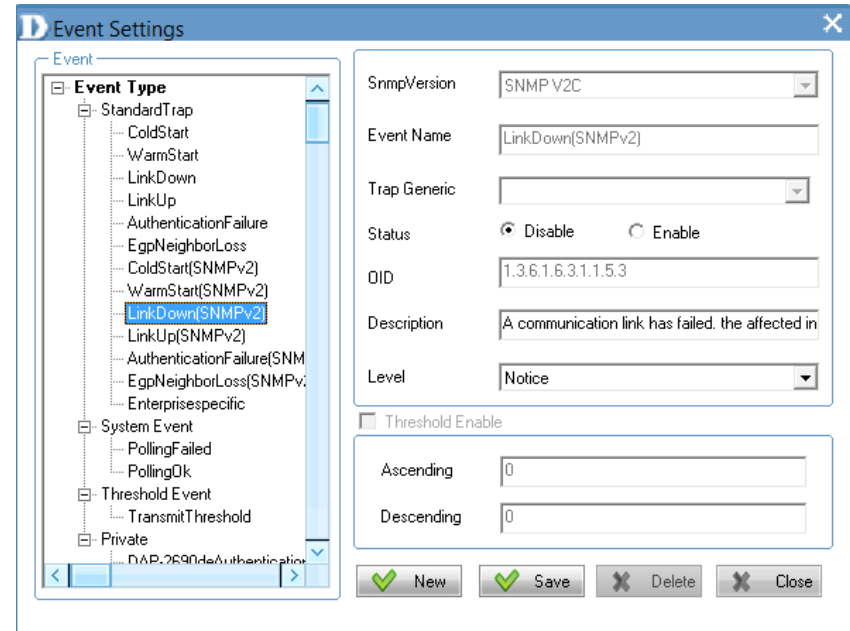 Event Settings
Event
Event Type
StandardTrap
ColdStart
WarmStart
LinkDown
LinkUp
AuthenticationFailure
EgpNeighborLoss
ColdStart(SNMPv2)
WarmStart(SNMPv2)
LinkDown(SNMPv2)
LinkUp(SNMPv2)
AuthenticationFailure(SNM
EgpNeighborLoss(SNMPv
Enterprisespecific
System Event
PollingFailed
PollingOk
Threshold Event
TransmitThreshold
Private
DAP-2690deAuthentication
SnmpVersion
SNMP V2C
Event Name
LinkDown(SNMPv2)
Trap Generic
Status
Disable
Enable
OID
1.3.6.1.6.3.1.1.5.3
Description
A communication link has failed. the affected in
Level
Notice
Threshold Enable
Ascending
0
Descending
0
New
Save
Delete
Close